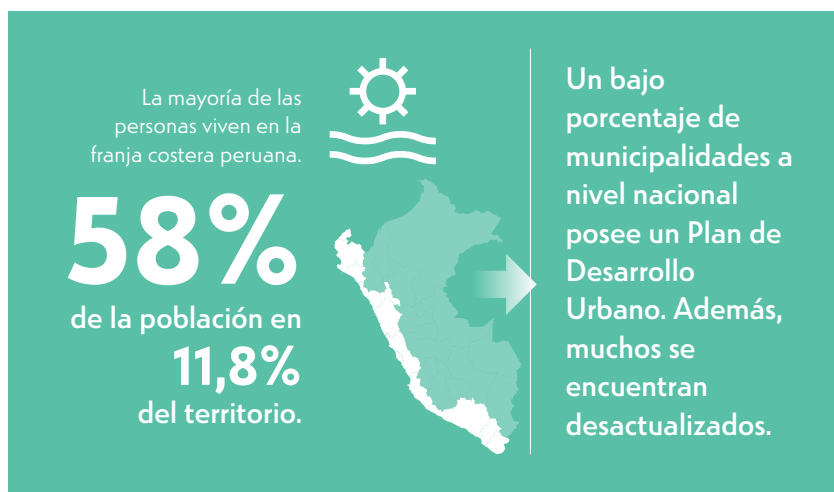 La mayoría de las
personas viven en la
franja costera peruana.
58%
de la población en
11,8%
del territorio.
Un bajo
porcentaje de
municipalidades a
nivel nacional
posee un Plan de
Desarrollo
Urbano. Además,
muchos se
encuentran
desactualizados.